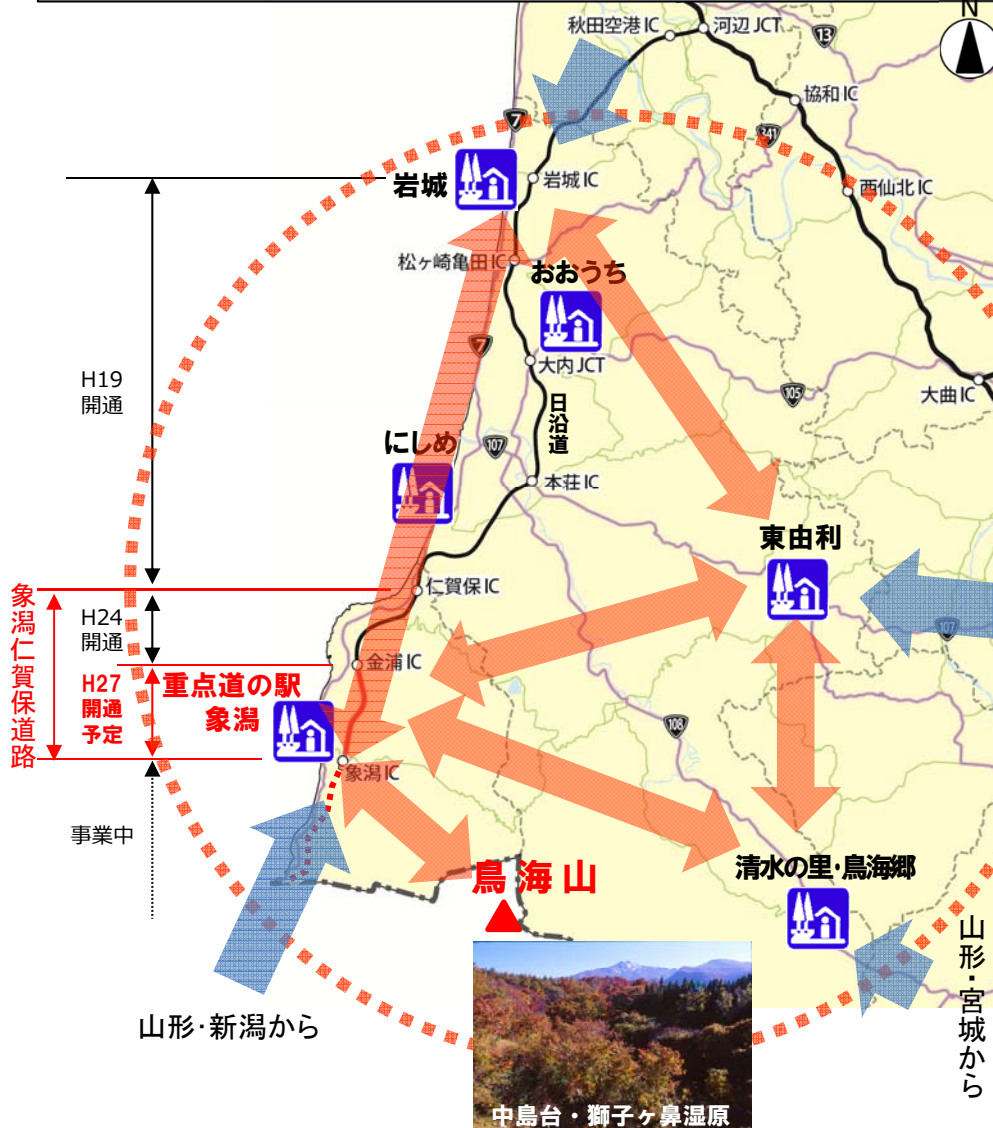 N
秋田空港IC
河辺JCT
13
協和IC
7
341
岩城
岩城IC
西仙北IC
松ヶ崎亀田IC
おおうち
H19
開通
7
大内JCT
大曲IC
105
日沿道
にしめ
107
本荘IC
東由利
象潟仁賀保道路
仁賀保IC
H24
開通
107
金浦IC
H27
開通
予定
重点道の駅
象潟
108
象潟IC
事業中
鳥海山
清水の里・鳥海郷
山形・新潟から
山形・宮城から
中島台・獅子ヶ鼻湿原